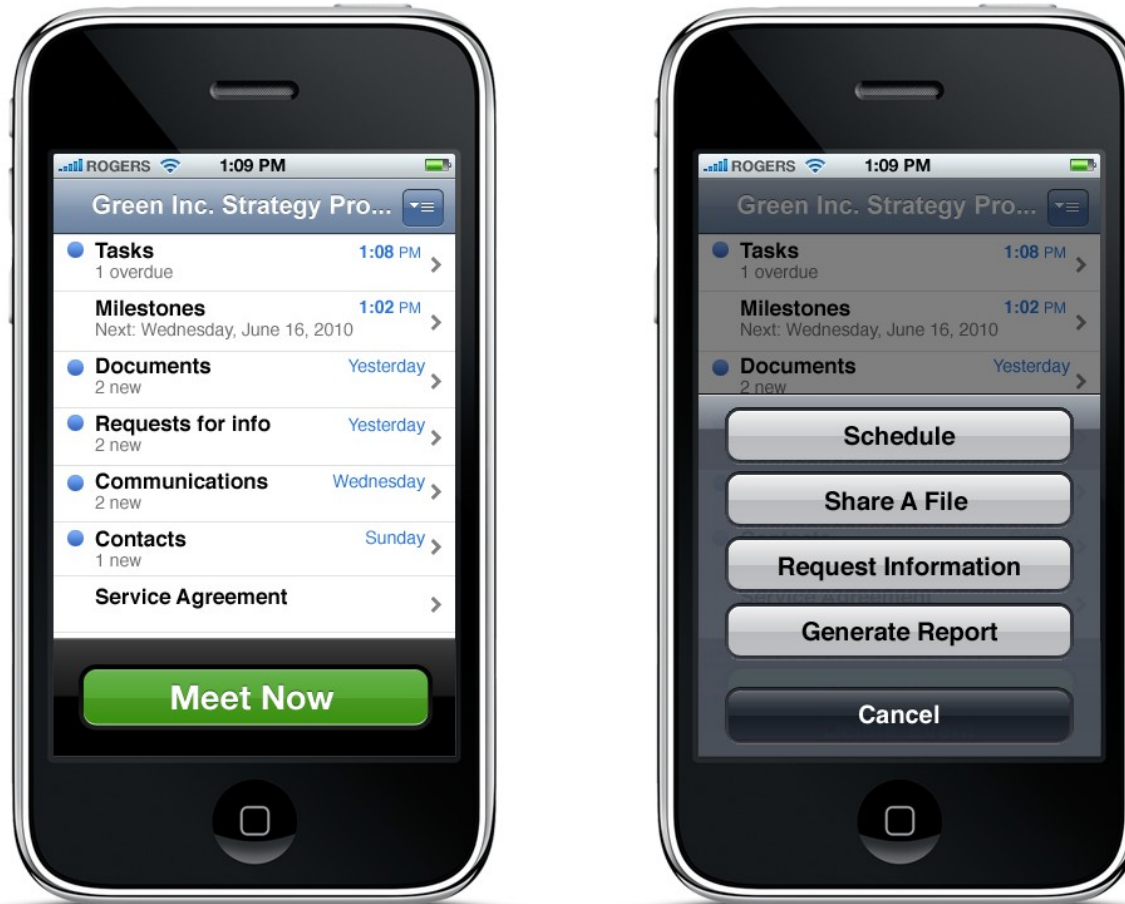 ROGERS 1:09 PM
Green Inc. Strategy Pro...
Tasks 1:08 PM
1 overdue
Milestones 1:02 PM
Next: Wednesday, June 16, 2010
Documents Yesterday
2 new
Requests for info Yesterday
2 new
Communications Wednesday
2 new
Contacts Sunday
1 new
Service Agreement
Meet Now
ROGERS 1:09 PM
Green Inc. Strategy Pro...
Tasks 1:08 PM
1 overdue
Milestones 1:02 PM
Next: Wednesday, June 16, 2010
Documents Yesterday
2 new
Schedule
Share A File
Contacts
Request Information
Service Agreement
Generate Report
Cancel